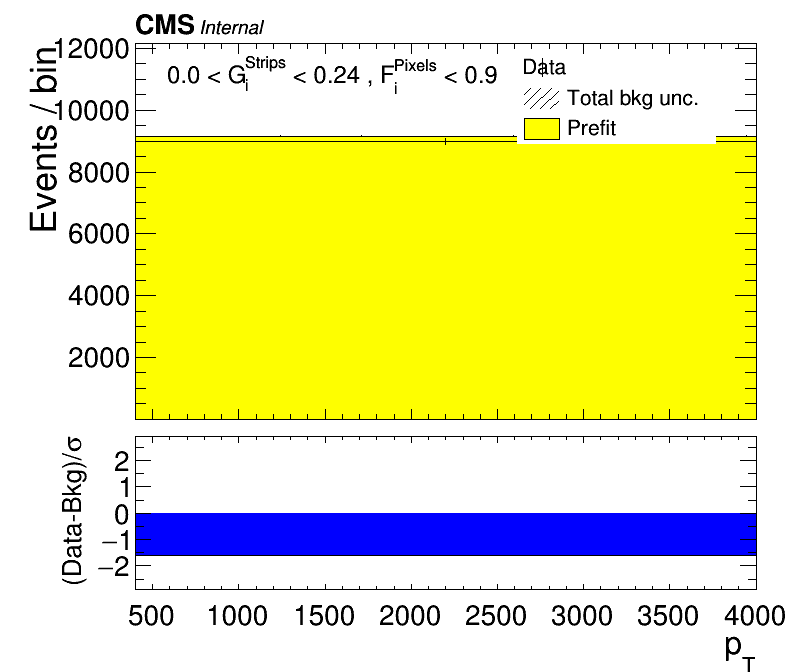 CMS Internal
12000
10000
8000
6000
4000
2000
Events / bin
0.0 < G_i^Strips < 0.24 , F_i^Pixels < 0.9
Data
Total bkg unc.
Prefit
(Data-Bkg)/σ
2
1
0
−1
−2
500 1000 1500 2000 2500 3000 3500 4000
p_T